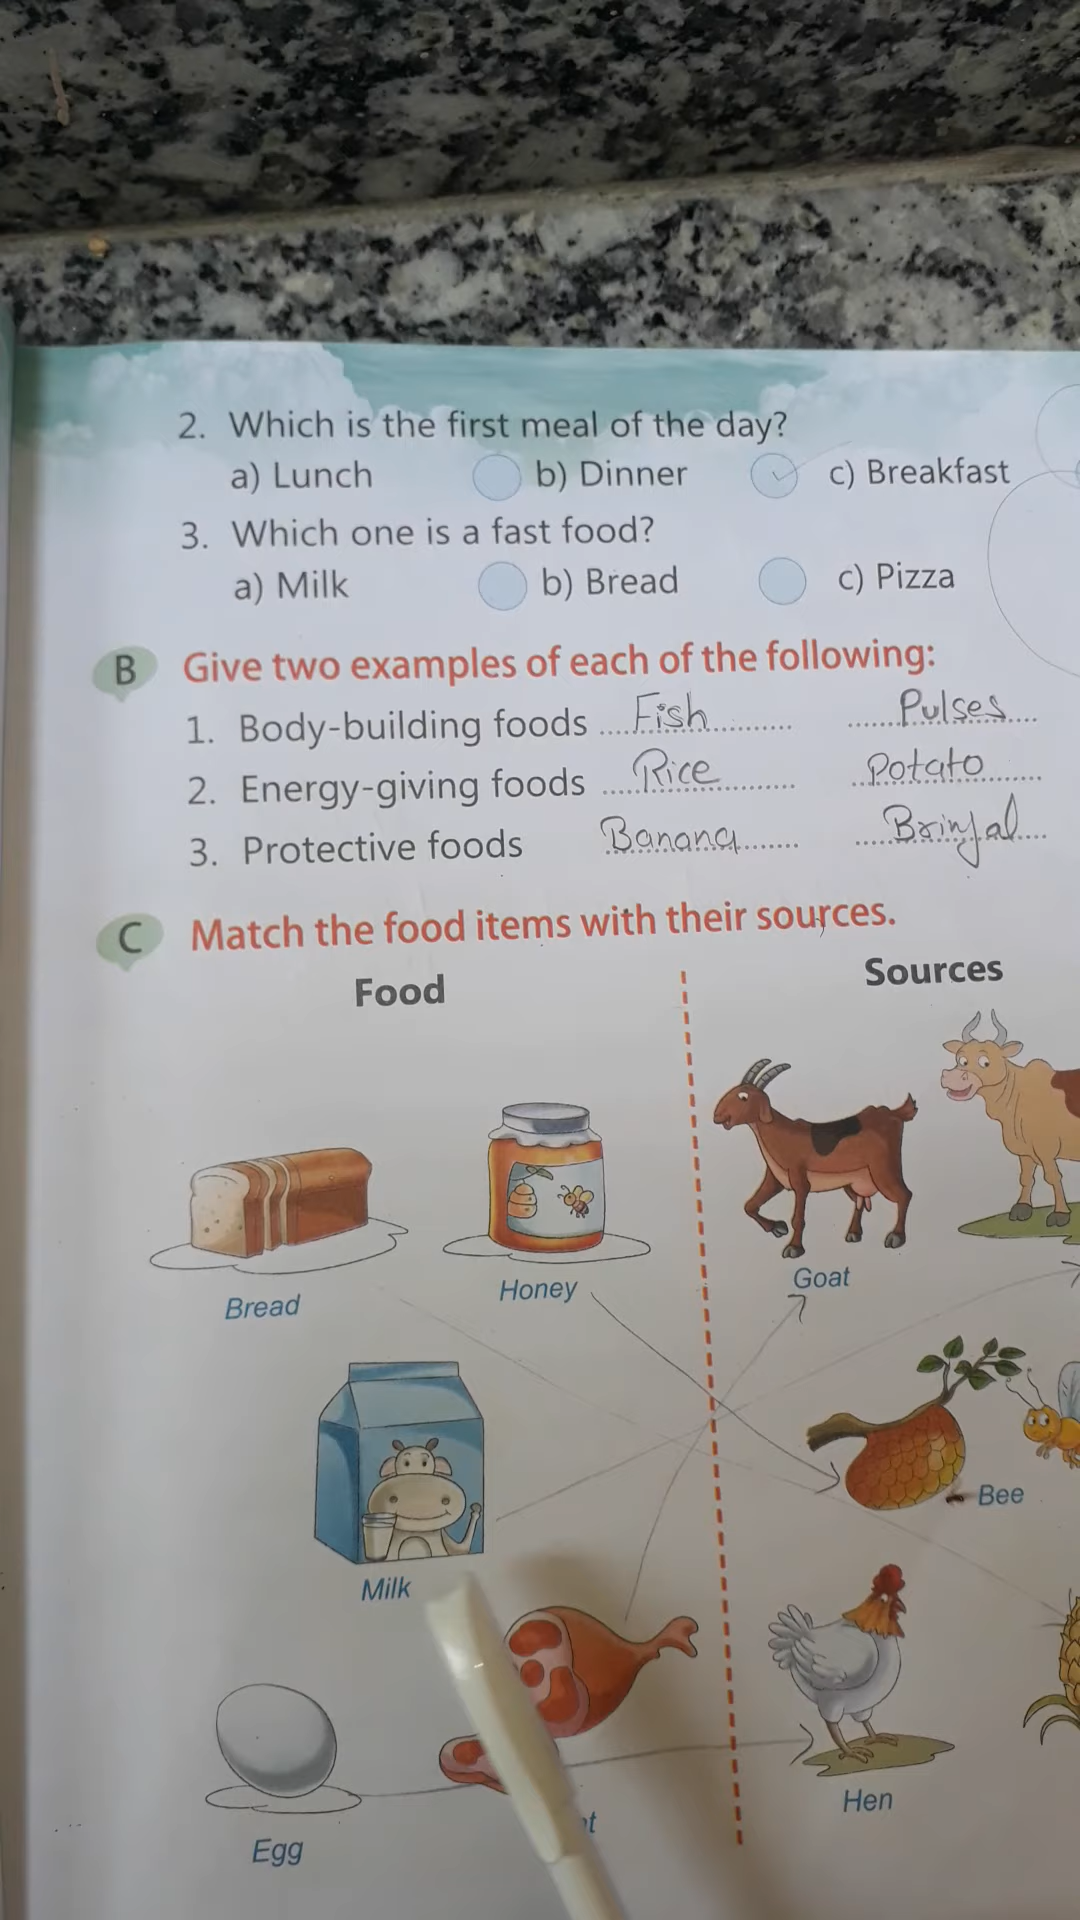 2. Which is the first meal of the day?
a) Lunch b) Dinner c) Breakfast
3. Which one is a fast food?
a) Milk b) Bread c) Pizza
B Give two examples of each of the following:
1. Body-building foods Fish Pulses
2. Energy-giving foods Rice Potato
3. Protective foods Banana Brinjal
C Match the food items with their sources.
Food Sources
Bread Honey Goat
Milk Bee
Egg Hen